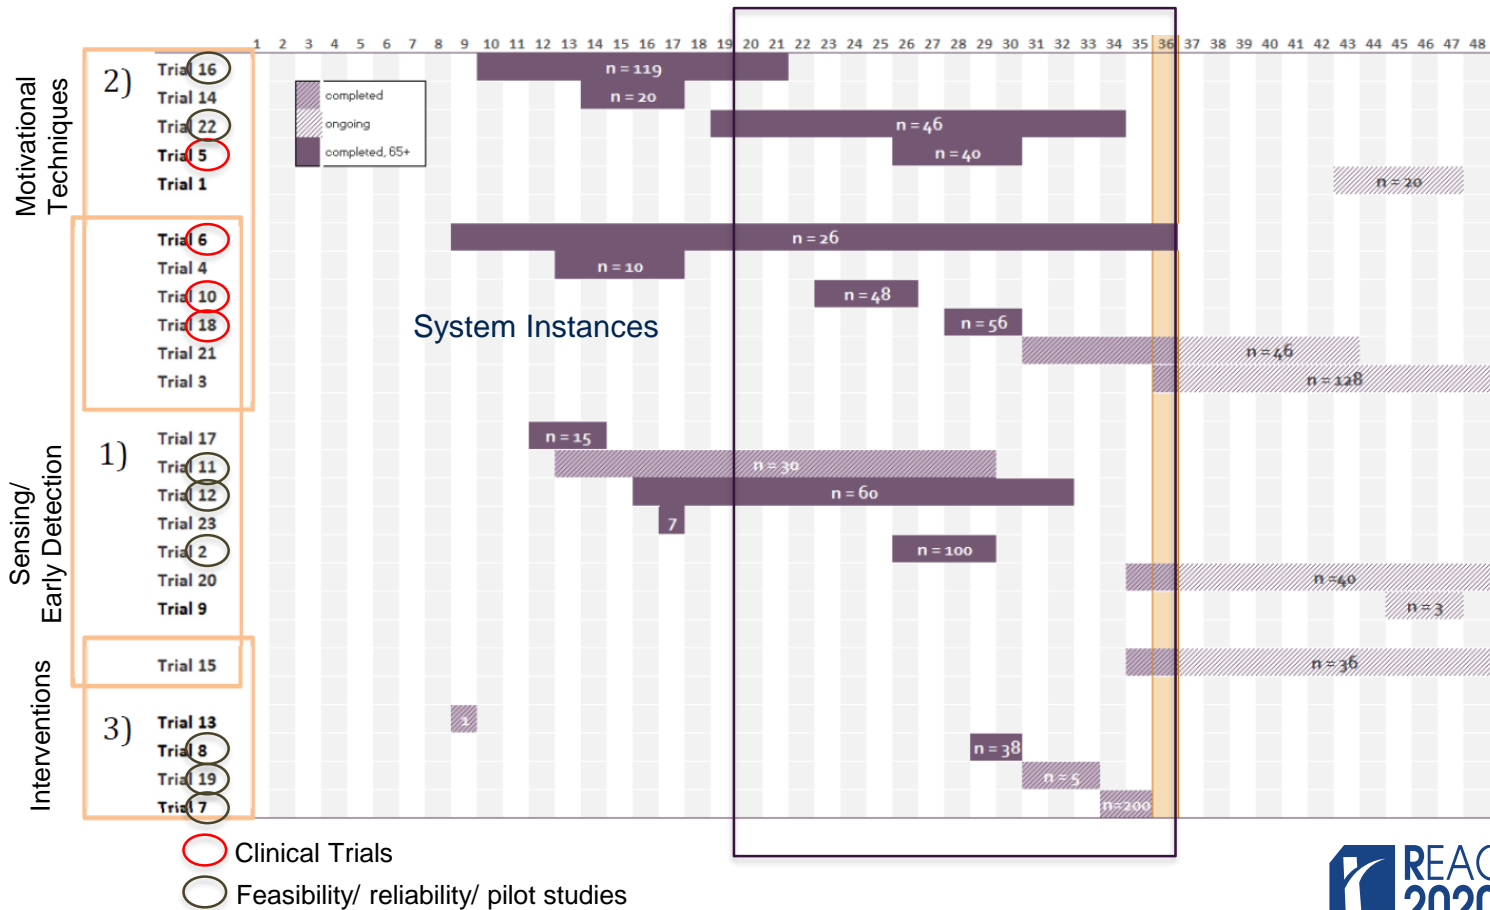 1 2 3 4 5 6 7 8 9 10 11 12 13 14 15 16 17 18 19 20 21 22 23 24 25 26 27 28 29 30 31 32 33 34 35 36 37 38 39 40 41 42 43 44 45 46 47 48
Motivational
Techniques
2)
Trial 16
n = 119
Trial 14
n = 20
Trial 22
n = 46
Trial 5
n = 40
Trial 1
n = 20
completed
ongoing
completed, 65+
Trial 6
n = 26
Trial 4
n = 10
Trial 10
n = 48
System Instances
Trial 18
n = 56
Trial 21
n = 46
Trial 3
n = 128
Sensing/
Early Detection
1)
Trial 17
n = 15
Trial 11
n = 30
Trial 12
n = 60
Trial 23
7
Trial 2
n = 100
Trial 20
n =40
Trial 9
n = 3
Trial 15
n = 36
Interventions
3)
Trial 13
1
Trial 8
n = 38
Trial 19
n = 5
Trial 7
n=200
Clinical Trials
Feasibility/ reliability/ pilot studies
REAC
2020